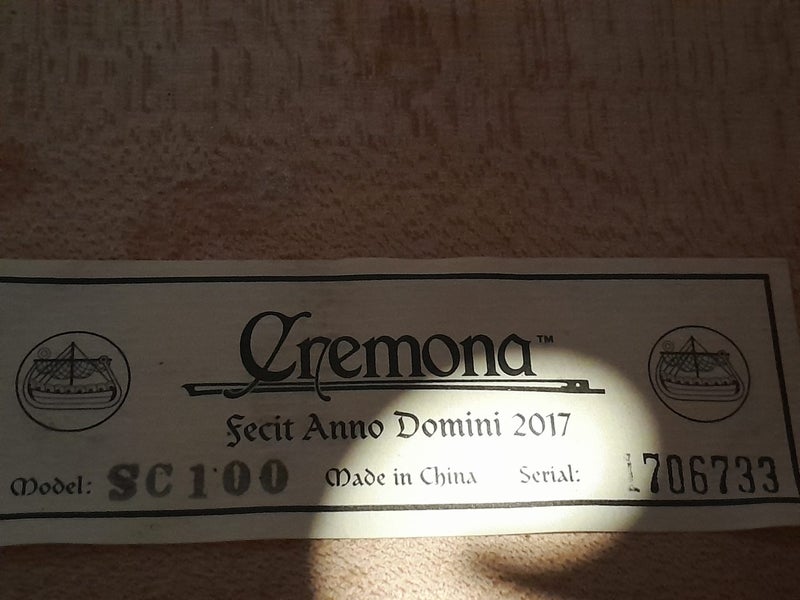 Cremona™
Fecit Anno Domini 2017
Model: SC100 Made in China Serial: 1706733